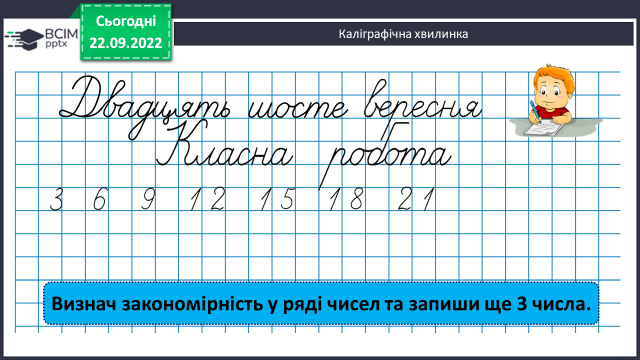 ВСІМ
pptx
Сьогодні
22.09.2022
Каліграфічна хвилинка
Двадцять шосте вересня
Класна робота
3 6 9 12 15 18 21
Визнач закономірність у ряді чисел та запиши ще 3 числа.